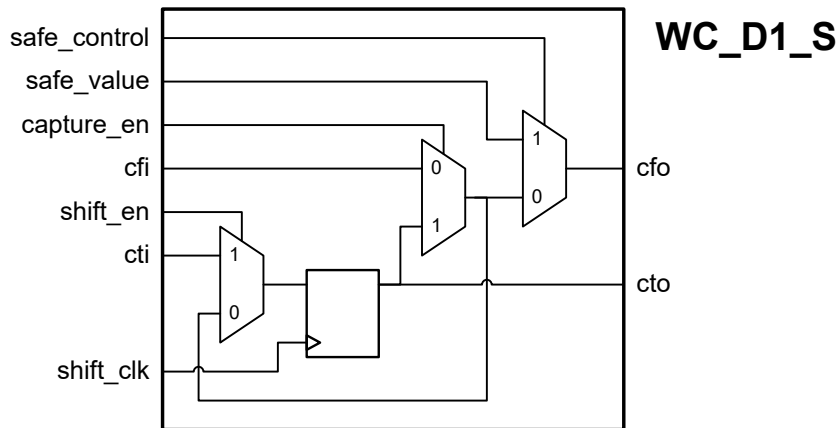 safe_control
WC_D1_S
safe_value
capture_en
1
cfi
0
cfo
0
shift_en
1
cti
1
cto
0
shift_clk